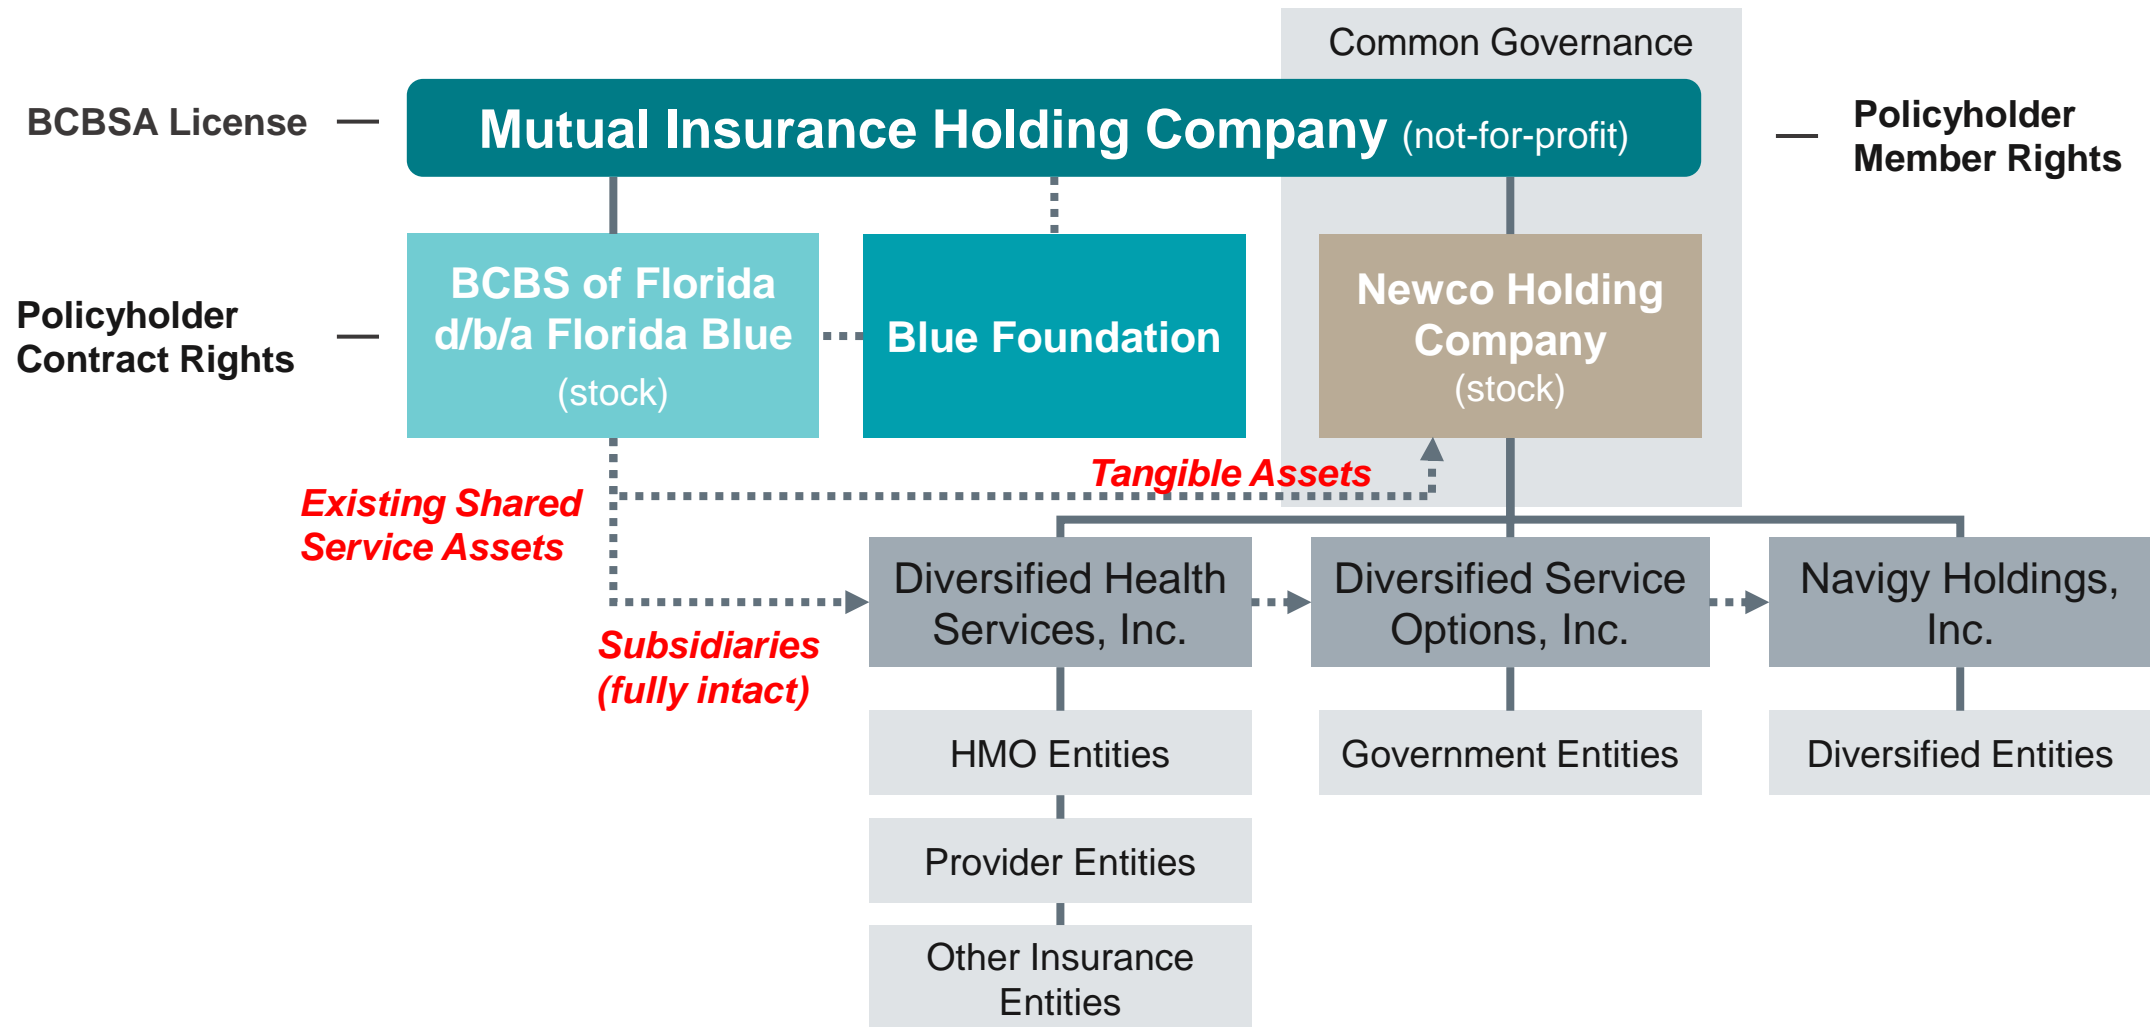 Common Governance
BCBSA License
Mutual Insurance Holding Company (not-for-profit)
Policyholder
Member Rights
Policyholder
Contract Rights
BCBS of Florida
d/b/a Florida Blue
(stock)
Blue Foundation
Newco Holding
Company
(stock)
Tangible Assets
Existing Shared
Service Assets
Subsidiaries
(fully intact)
Diversified Health
Services, Inc.
Diversified Service
Options, Inc.
Navigy Holdings,
Inc.
HMO Entities
Government Entities
Diversified Entities
Provider Entities
Other Insurance
Entities